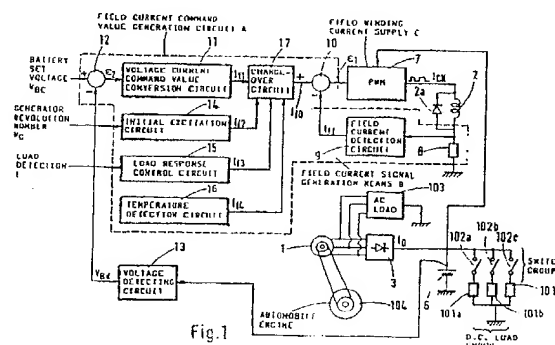 FIELD CURRENT COMMAND
VALUE GENERATION CIRCUIT A
FIELD WINDING
CURRENT SUPPLY C
12
11
17
10
7
BATTERY
SET
VOLTAGE
VBC
VOLTAGE CURRENT
COMMAND VALUE
CONVERSION CIRCUIT
CHANGE-
OVER
CIRCUIT
PWM
2
2a
14
GENERATOR
REVOLUTION
NUMBER
INITIAL EXCITATION
CIRCUIT
FIELD
CURRENT
DETECTION
CIRCUIT
9
8
LOAD
DETECTION
15
LOAD RESPONSE
CONTROL CIRCUIT
16
TEMPERATURE
DETECTION CIRCUIT
FIELD CURRENT SIGNAL
GENERATION MEANS B
103
AC
LOAD
13
VOLTAGE
DETECTING
CIRCUIT
1
3
6
102a
102b
102c
SWITCH
GROUP
101a
101b
AUTOMOBILE
ENGINE
104
Fig.1
D.C. LOAD